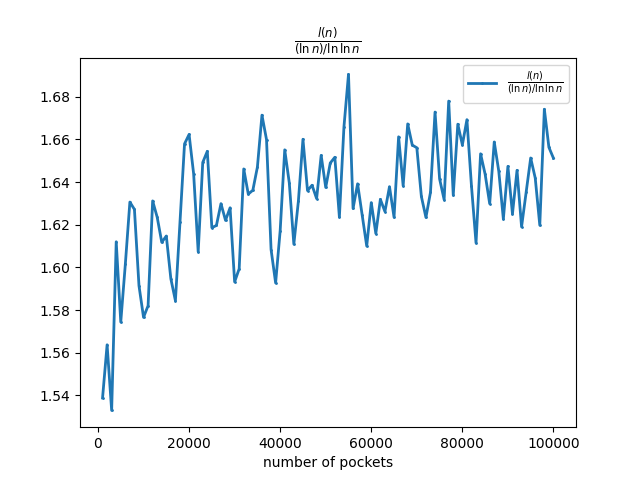 l(n)
(ln n)/ln ln n
l(n)
(ln n)/ln ln n
1.68
1.66
1.64
1.62
1.60
1.58
1.56
1.54
0 20000 40000 60000 80000 100000
number of pockets